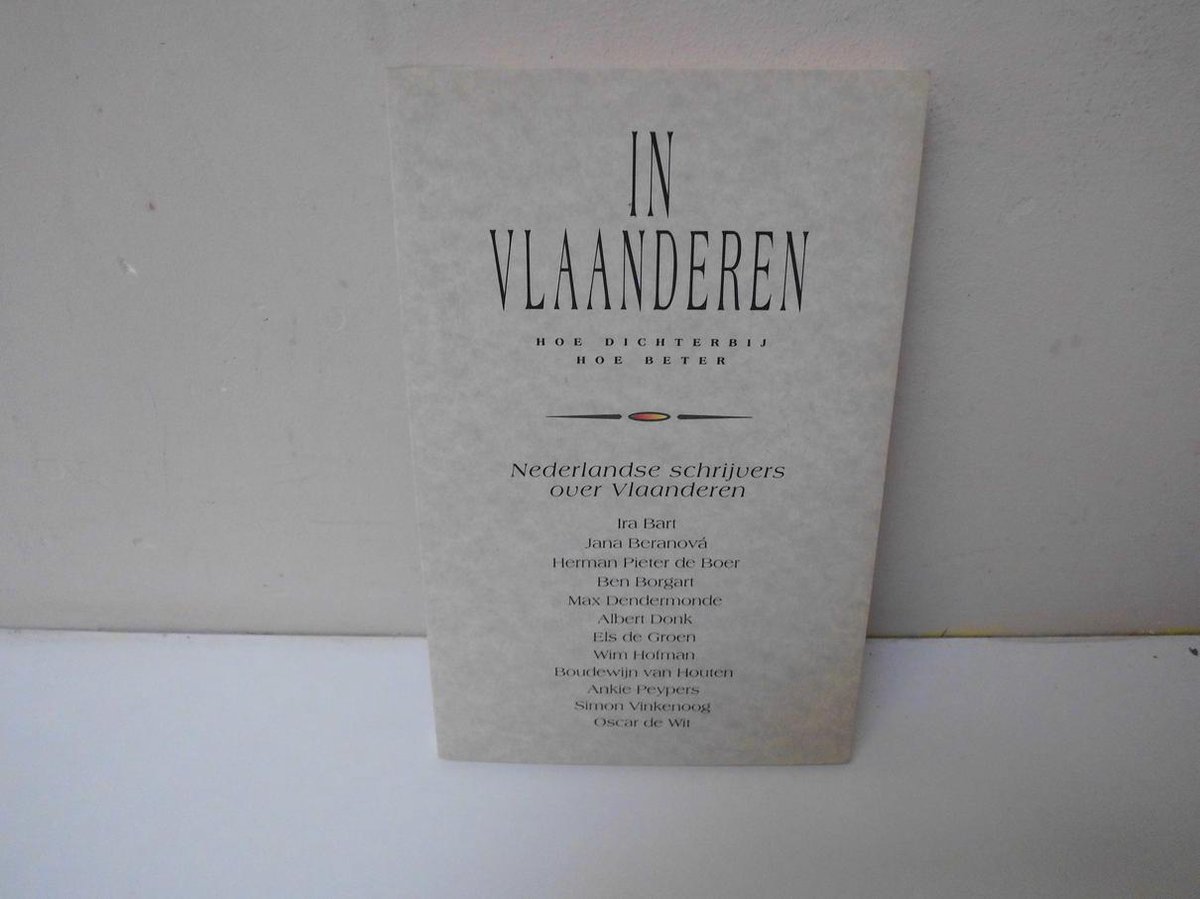 IN
VLAANDEREN
HOE DICHTERBIJ
HOE BETER
Nederlandse schrijvers
over Vlaanderen
Ira Bart
Jana Beranová
Herman Pieter de Boer
Ben Borgart
Max Dendermonde
Albert Donk
Els de Groen
Wim Hofman
Boudewijn van Houten
Ankie Peypers
Simon Vinkenoog
Oscar de Wit